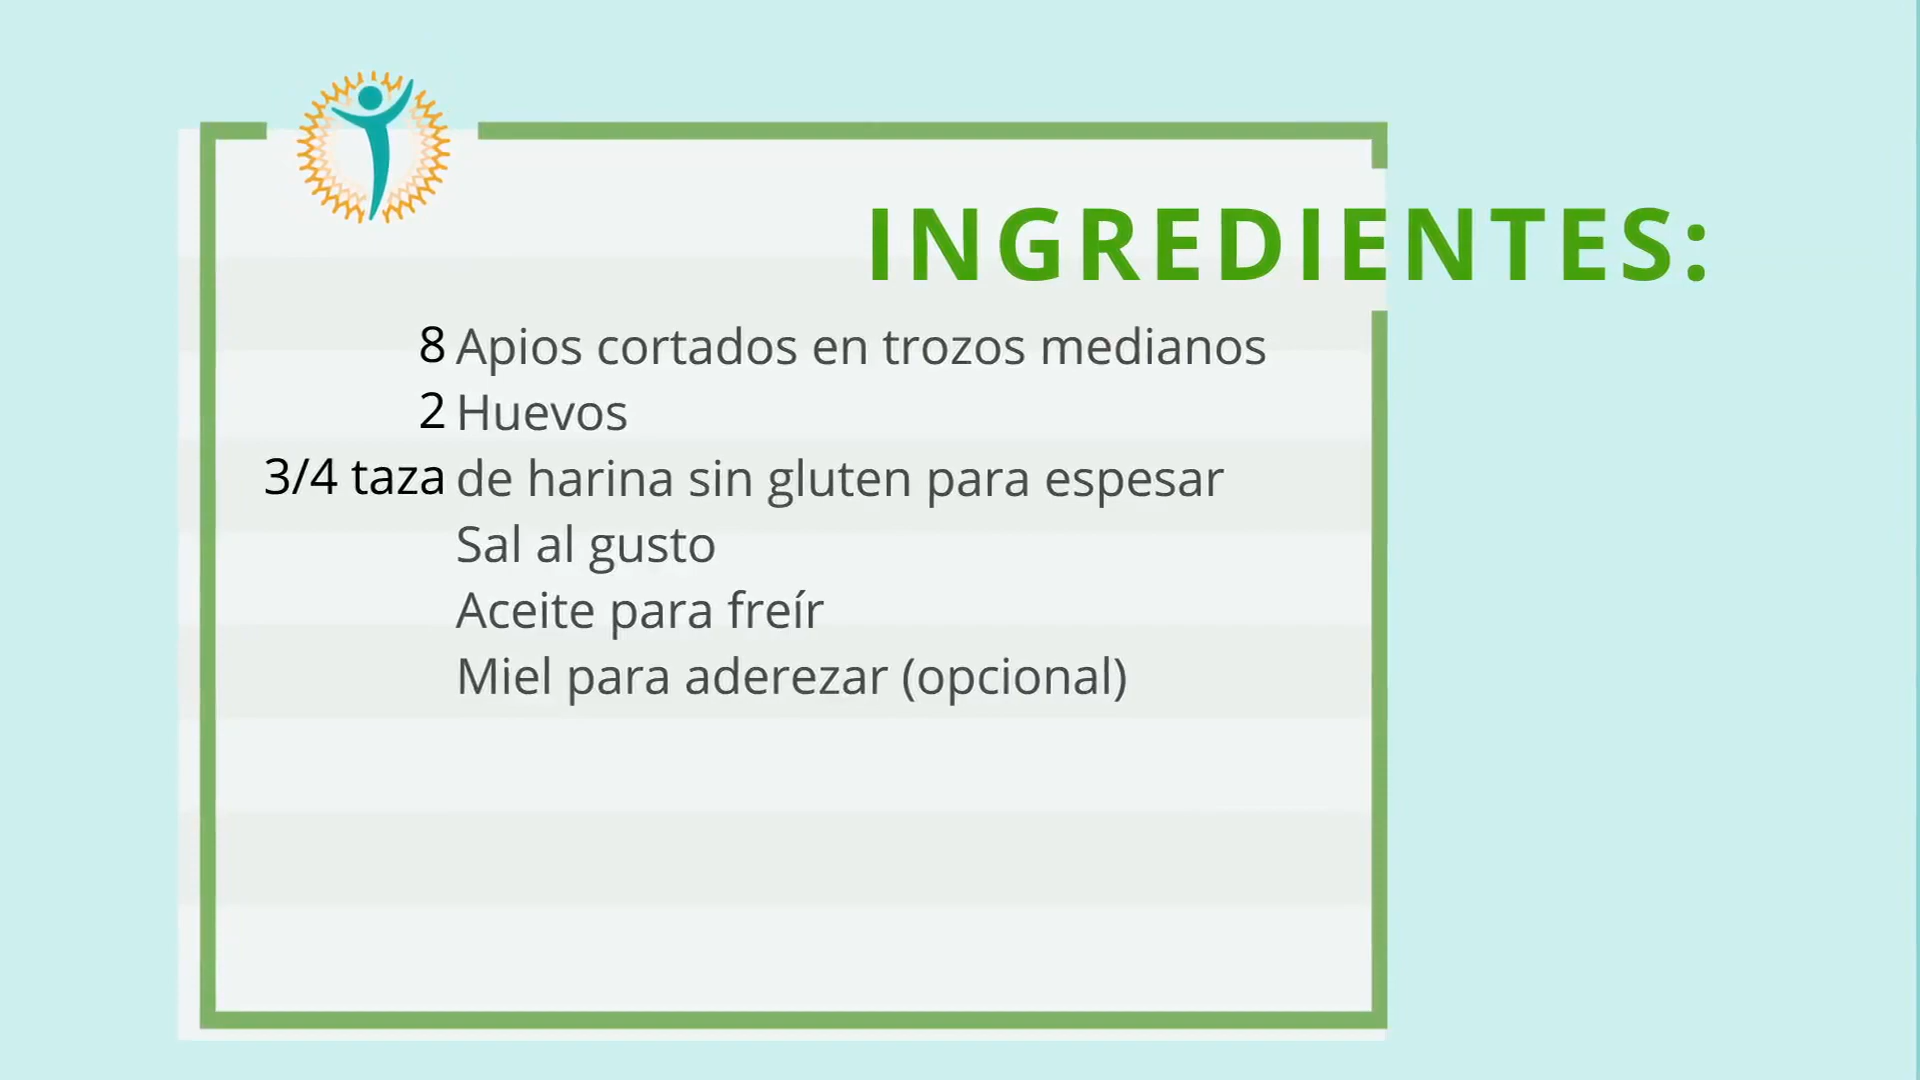 INGREDIENTES:
8 Apios cortados en trozos medianos
2 Huevos
3/4 taza de harina sin gluten para espesar
Sal al gusto
Aceite para freír
Miel para aderezar (opcional)